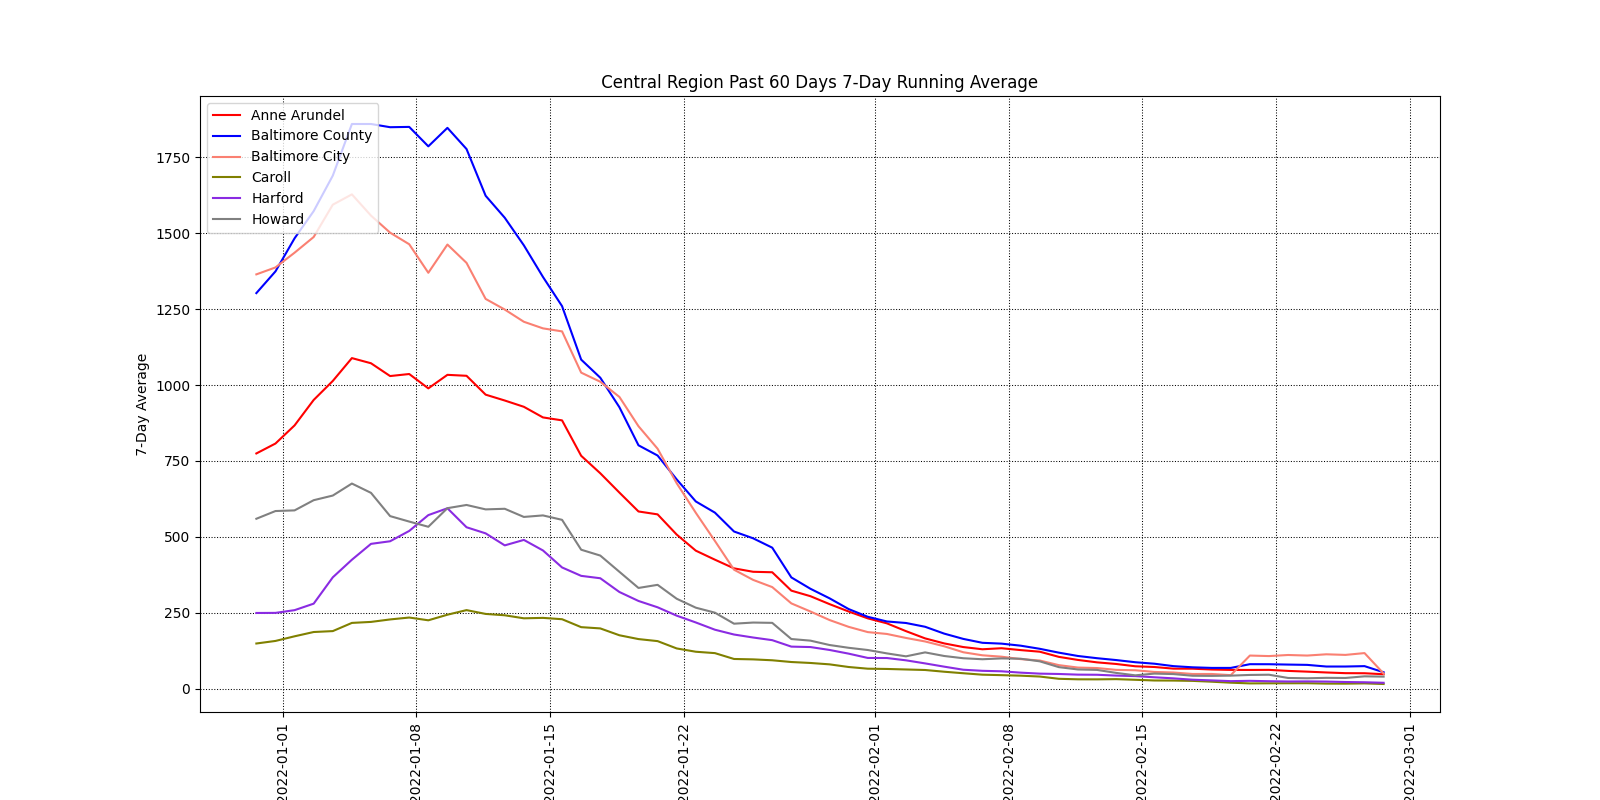 Central Region Past 60 Days 7-Day Running Average
Anne Arundel
Baltimore County
Baltimore City
Caroll
Harford
Howard
7-Day Average
1750
1500
1250
1000
750
500
250
0
2022-01-01
2022-01-08
2022-01-15
2022-01-22
2022-02-01
2022-02-08
2022-02-15
2022-02-22
2022-03-01